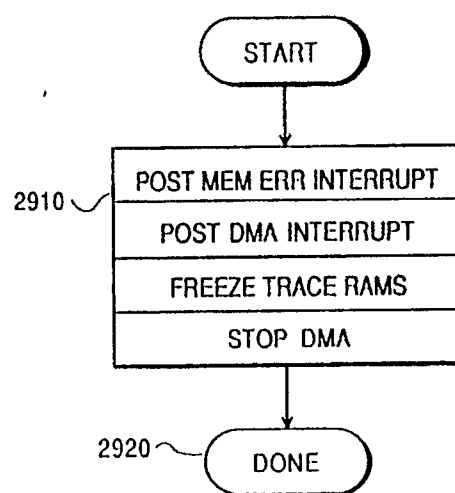 START
2910
POST MEM ERR INTERRUPT
POST DMA INTERRUPT
FREEZE TRACE RAMS
STOP DMA
2920
DONE